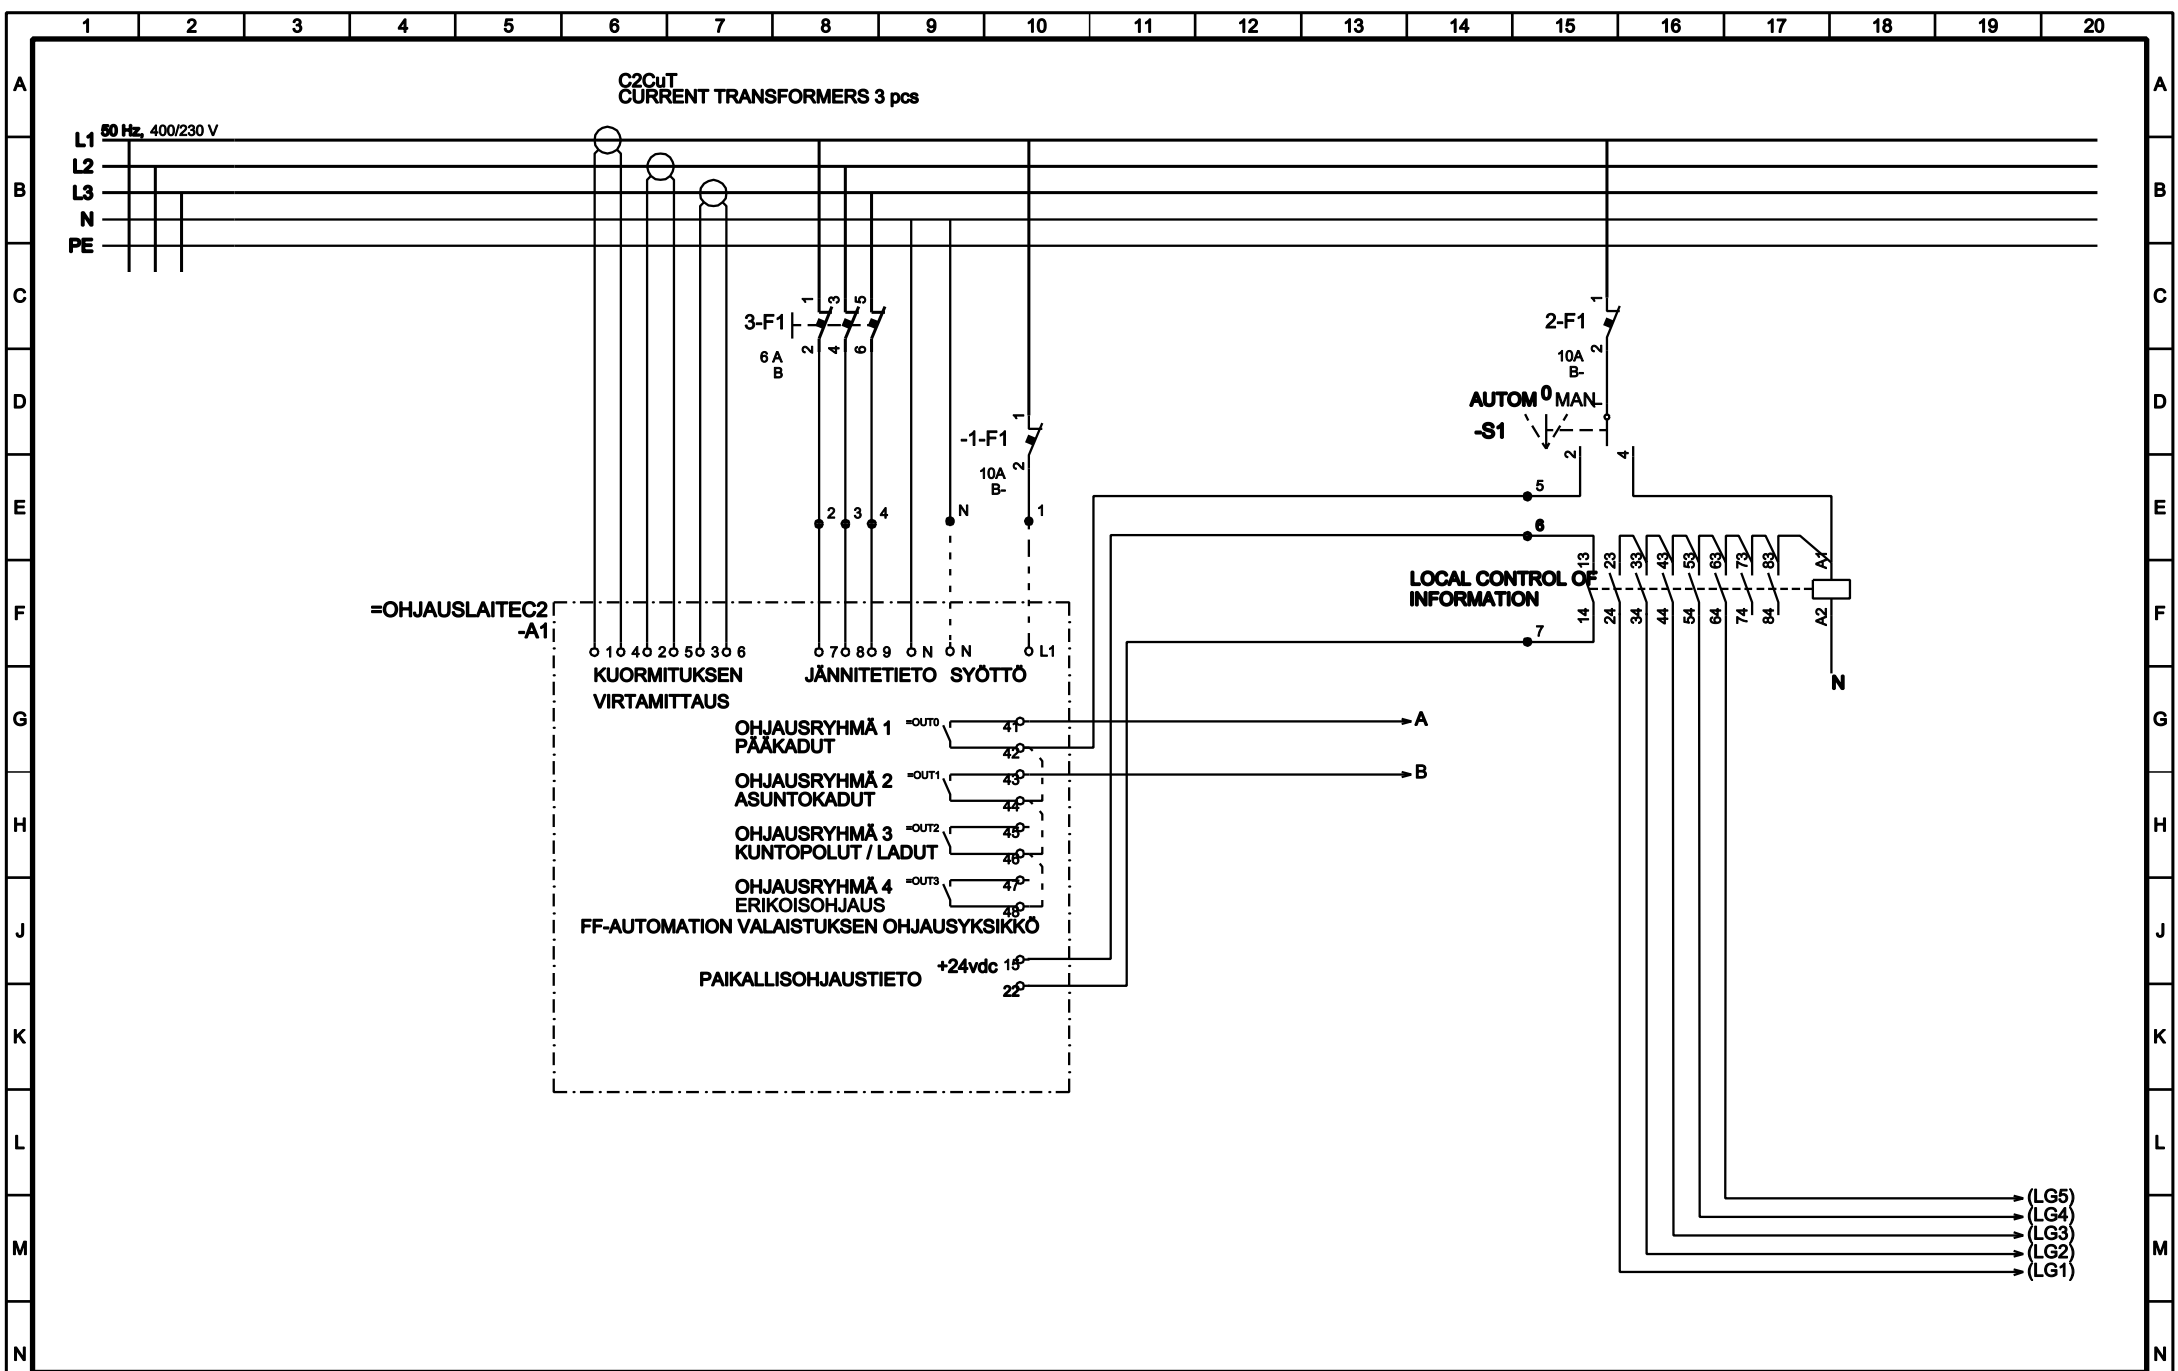 1 2 3 4 5 6 7 8 9 10 11 12 13 14 15 16 17 18 19 20
A A
C2CuT
CURRENT TRANSFORMERS 3 pcs
50 Hz, 400/230 V
L1
L2
L3
N
PE
B B
C C
1 3 5
3-F1
2 4 6
6 A
B
1
2-F1
2
10A
B-
D D
AUTOM 0 MAN
-S1
2 4
1
-1-F1
2
10A
B-
E E
2 3 4 N 1
5
6
13 23 33 43 53 63 73 83 A1
LOCAL CONTROL OF
INFORMATION
14 24 34 44 54 64 74 84 A2
7
N
F F
=OHJAUSLAITEC2
-A1
1 4 2 5 3 6 7 8 9 N N L1
KUORMITUKSEN JÄNNITETIETO SYÖTTÖ
VIRTAMITTAUS
G G
OHJAUSRYHMÄ 1 =OUT0 41 A
PÄÄKADUT 42
OHJAUSRYHMÄ 2 =OUT1 43 B
ASUNTOKADUT 44
H H
OHJAUSRYHMÄ 3 =OUT2 45
KUNTOPOLUT / LADUT 46
OHJAUSRYHMÄ 4 =OUT3 47
ERIKOISOHJAUS 48
J J
FF-AUTOMATION VALAISTUKSEN OHJAUSYKSIKKÖ
+24vdc 15
PAIKALLISOHJAUSTIETO
22
K K
L L
(LG5)
(LG4)
(LG3)
(LG2)
(LG1)
M M
N N